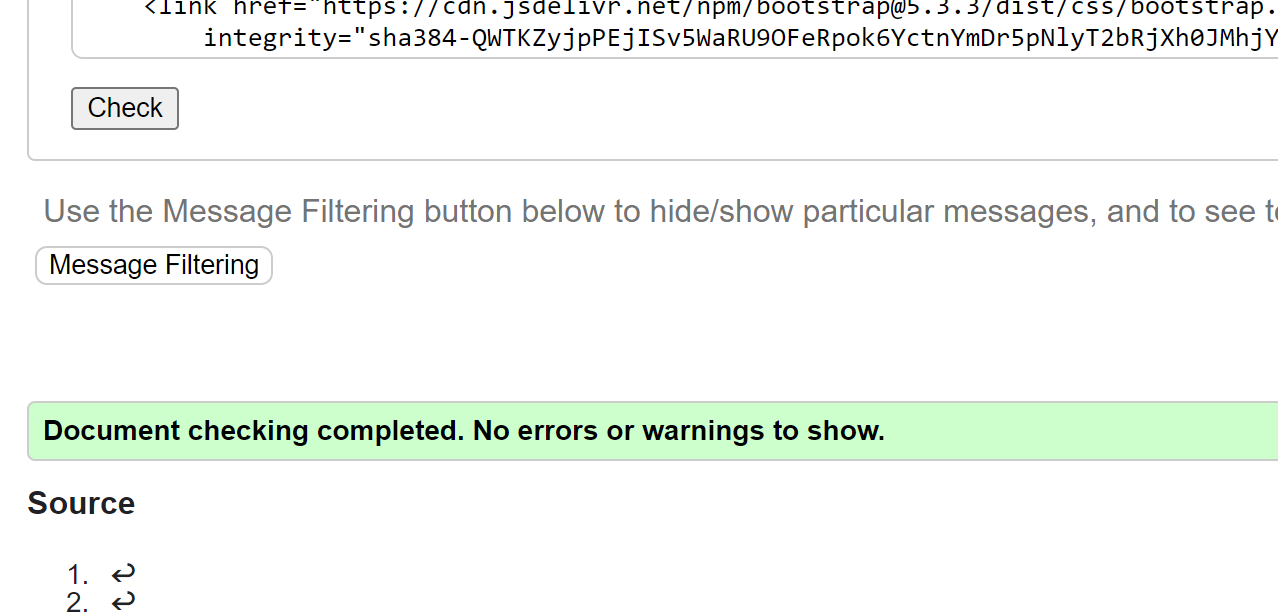 <link href="https://cdn.jsdelivr.net/npm/bootstrap@5.3.3/dist/css/bootstrap.
integrity="sha384-QWTKZyjpPEjISv5WaRU9OFeRpok6YctnYmDr5pNlyT2bRjXh0JMhjY
Check
Use the Message Filtering button below to hide/show particular messages, and to see
Message Filtering
Document checking completed. No errors or warnings to show.
Source
1. ↩
2. ↩